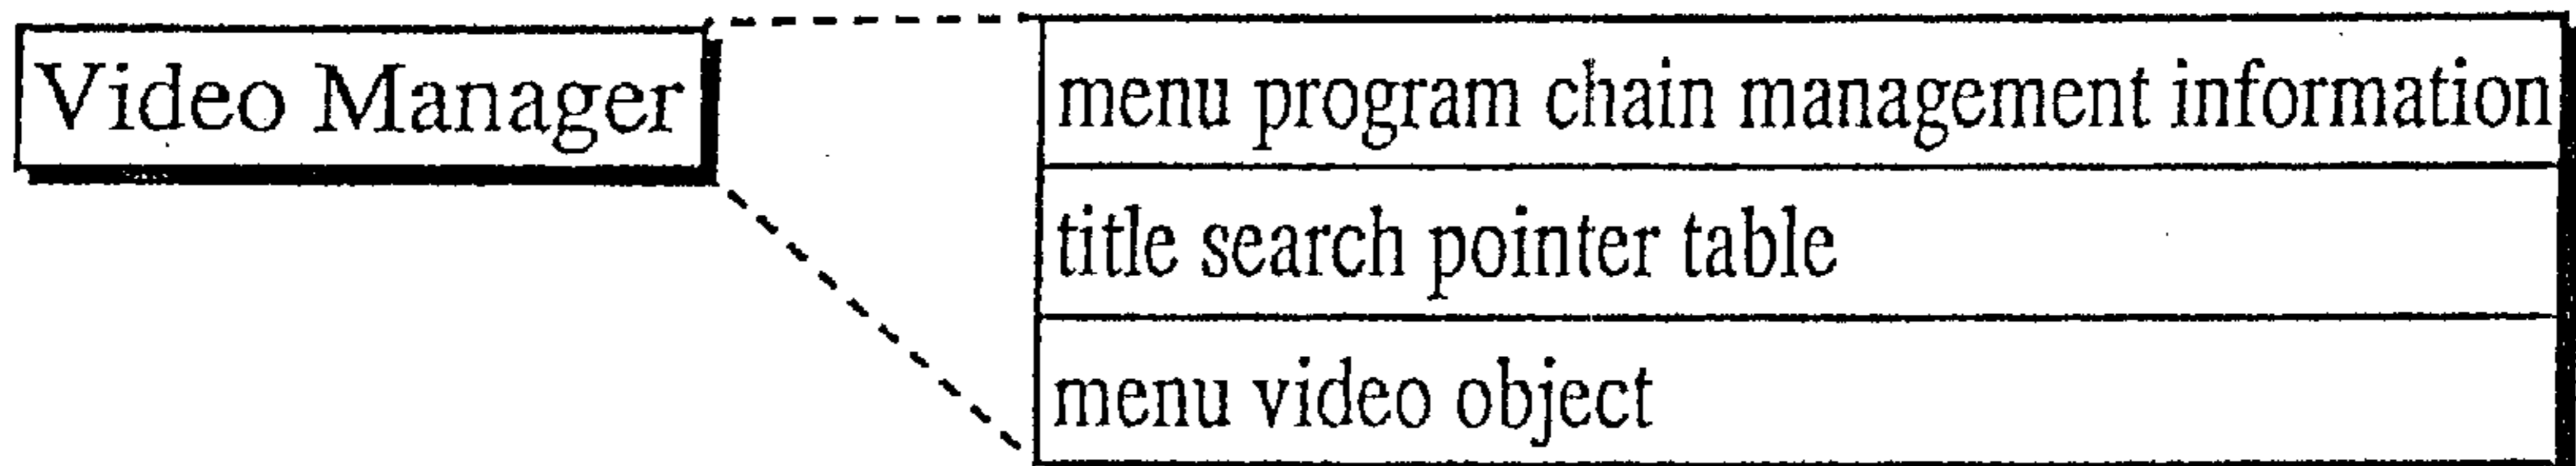 Video Manager
menu program chain management information
title search pointer table
menu video object